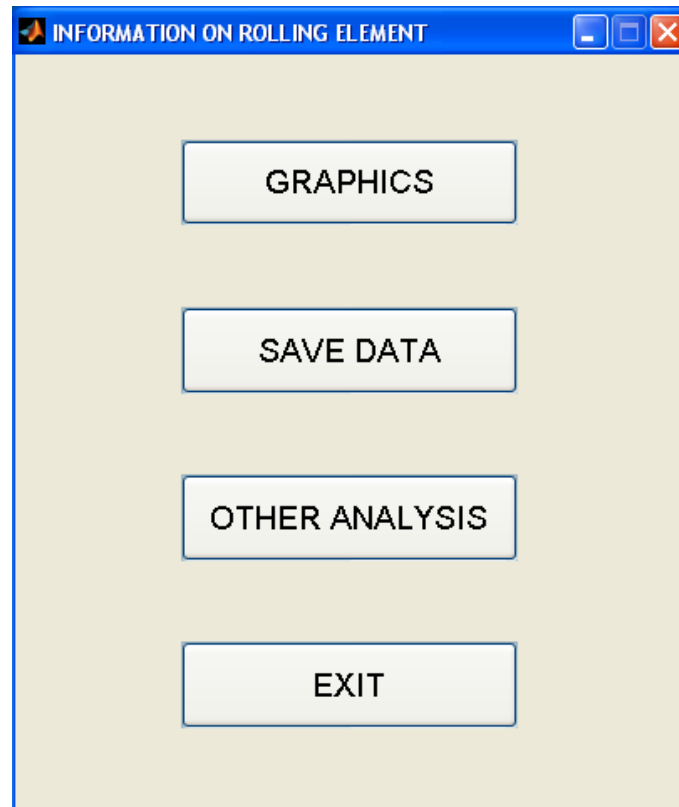 INFORMATION ON ROLLING ELEMENT
GRAPHICS
SAVE DATA
OTHER ANALYSIS
EXIT